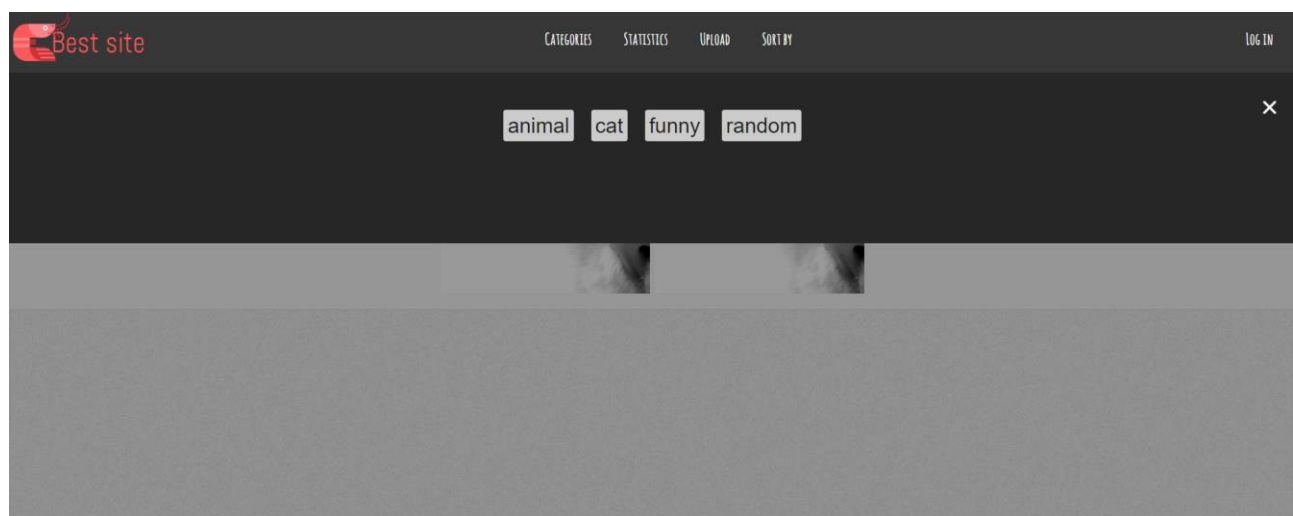 Best site
Categories Statistics Upload Sort by Log in
animal cat funny random